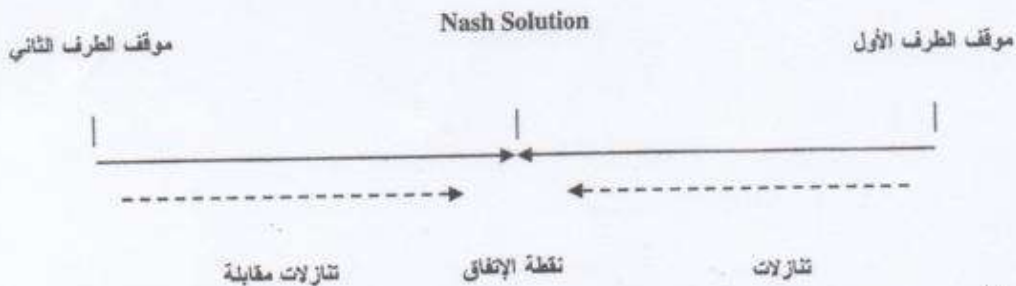 Nash Solution
موقف الطرف الأول
موقف الطرف الثاني
تنازلات
نقطة الإتفاق
تنازلات مقابلة